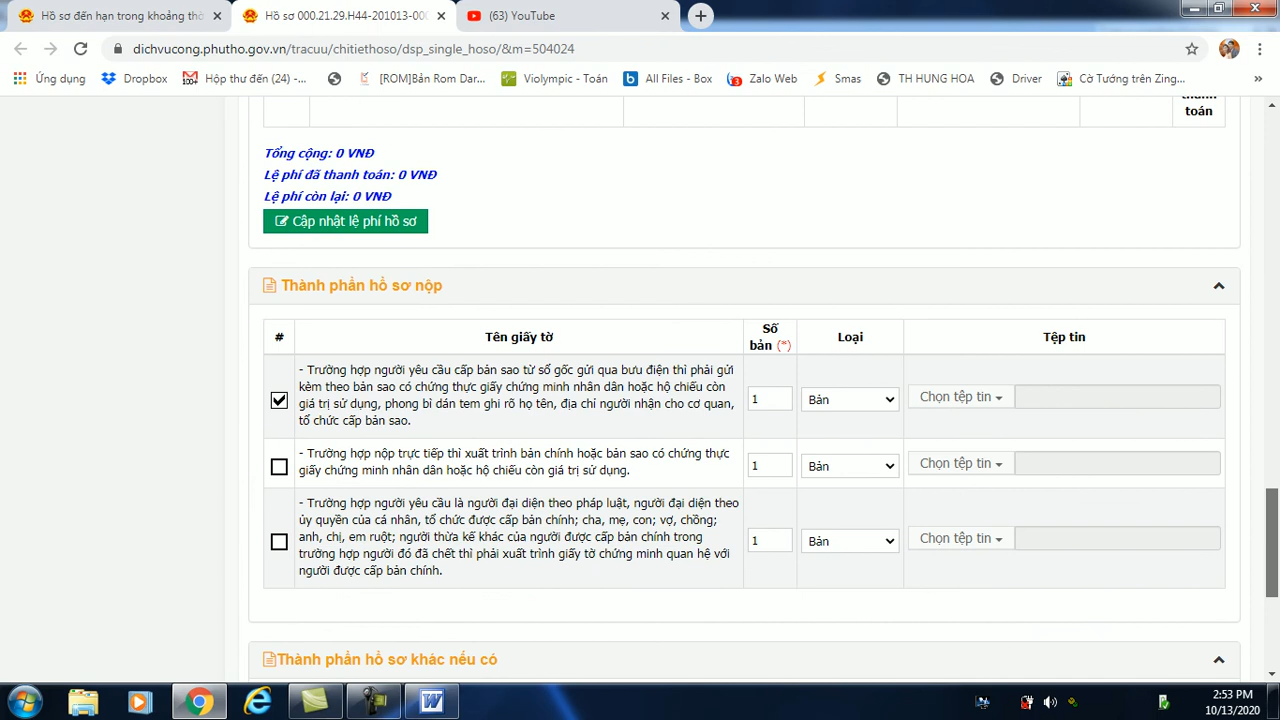 Hồ sơ đến hạn trong khoảng thờ
Hồ sơ 000.21.29.H44-201013-000
(63) YouTube
dichvucong.phutho.gov.vn/tracuu/chitiethoso/dsp_single_hoso/&m=504024
Ứng dụng
Dropbox
Hộp thư đến (24) -...
[ROM]Bản Rom Dar...
Violympic - Toán
All Files - Box
Zalo Web
Smas
TH HUNG HOA
Driver
Cờ Tướng trên Zing...
»
thanh
toán
Tổng cộng: 0 VNĐ
Lệ phí đã thanh toán: 0 VNĐ
Lệ phí còn lại: 0 VNĐ
Cập nhật lệ phí hồ sơ
Thành phần hồ sơ nộp
#
Tên giấy tờ
Số
bản (*)
Loại
Tệp tin
- Trường hợp người yêu cầu cấp bản sao từ sổ gốc gửi qua bưu điện thì phải gửi
kèm theo bản sao có chứng thực giấy chứng minh nhân dân hoặc hộ chiếu còn
giá trị sử dụng, phong bì dán tem ghi rõ họ tên, địa chỉ người nhận cho cơ quan,
tổ chức cấp bản sao.
1
Bản
Chọn tệp tin
- Trường hợp nộp trực tiếp thì xuất trình bản chính hoặc bản sao có chứng thực
giấy chứng minh nhân dân hoặc hộ chiếu còn giá trị sử dụng.
1
Bản
Chọn tệp tin
- Trường hợp người yêu cầu là người đại diện theo pháp luật, người đại diện theo
ủy quyền của cá nhân, tổ chức được cấp bản chính; cha, mẹ, con; vợ, chồng;
anh, chị, em ruột; người thừa kế khác của người được cấp bản chính trong
trường hợp người đó đã chết thì phải xuất trình giấy tờ chứng minh quan hệ với
người được cấp bản chính.
1
Bản
Chọn tệp tin
Thành phần hồ sơ khác nếu có
2:53 PM
10/13/2020